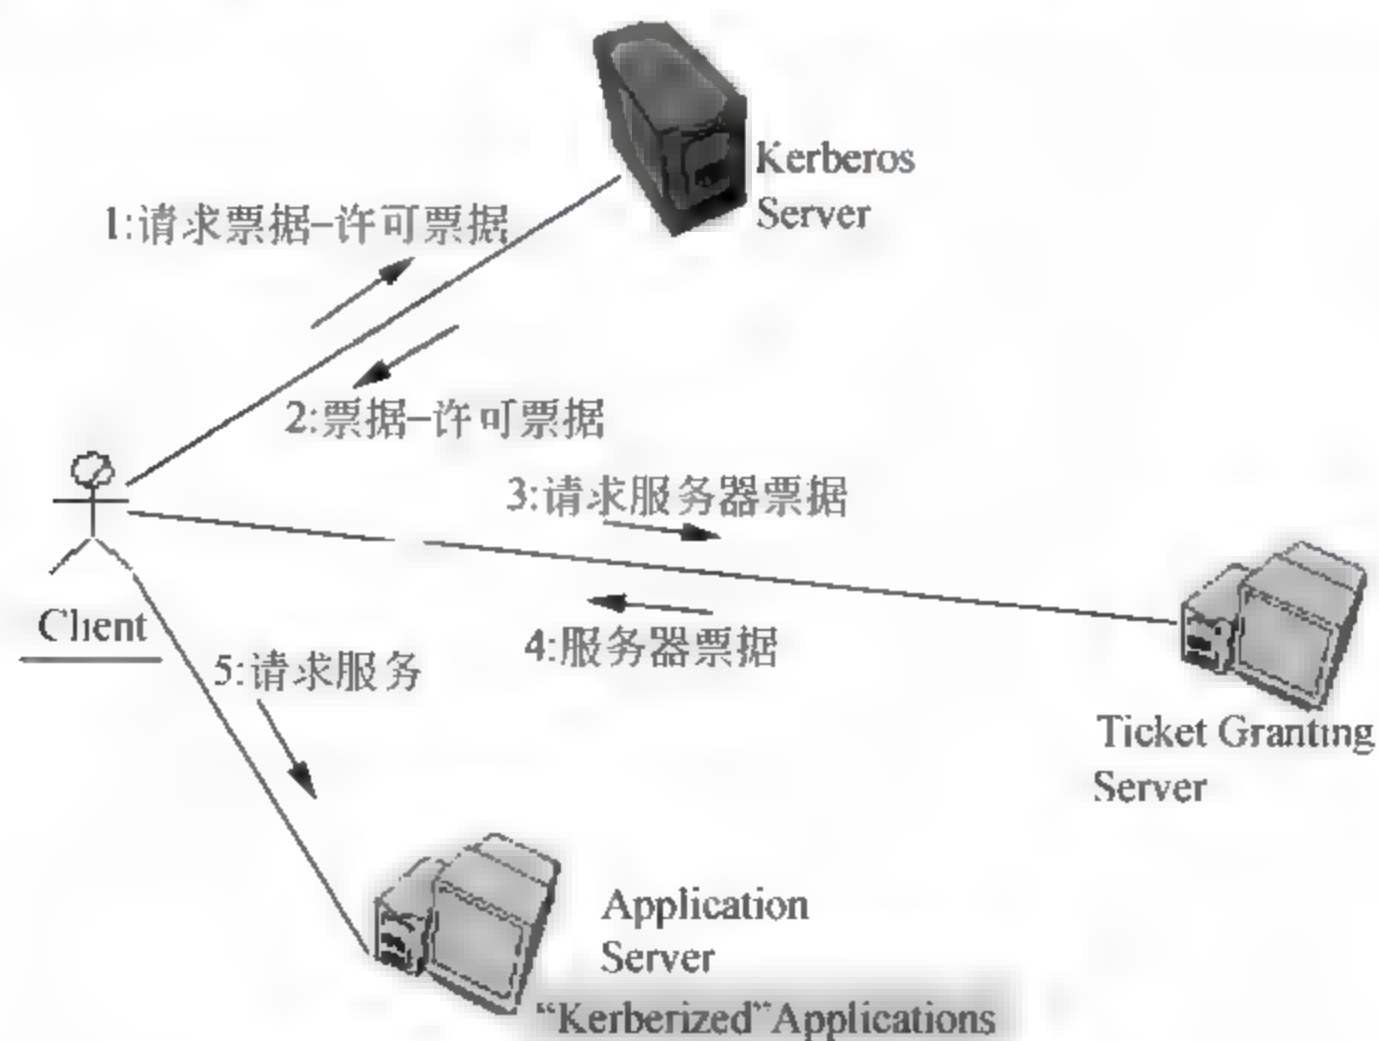 Kerberos
Server
1:请求票据–许可票据
2:票据–许可票据
3:请求服务器票据
4:服务器票据
Client
5:请求服务
Ticket Granting
Server
Application
Server
“Kerberized”Applications